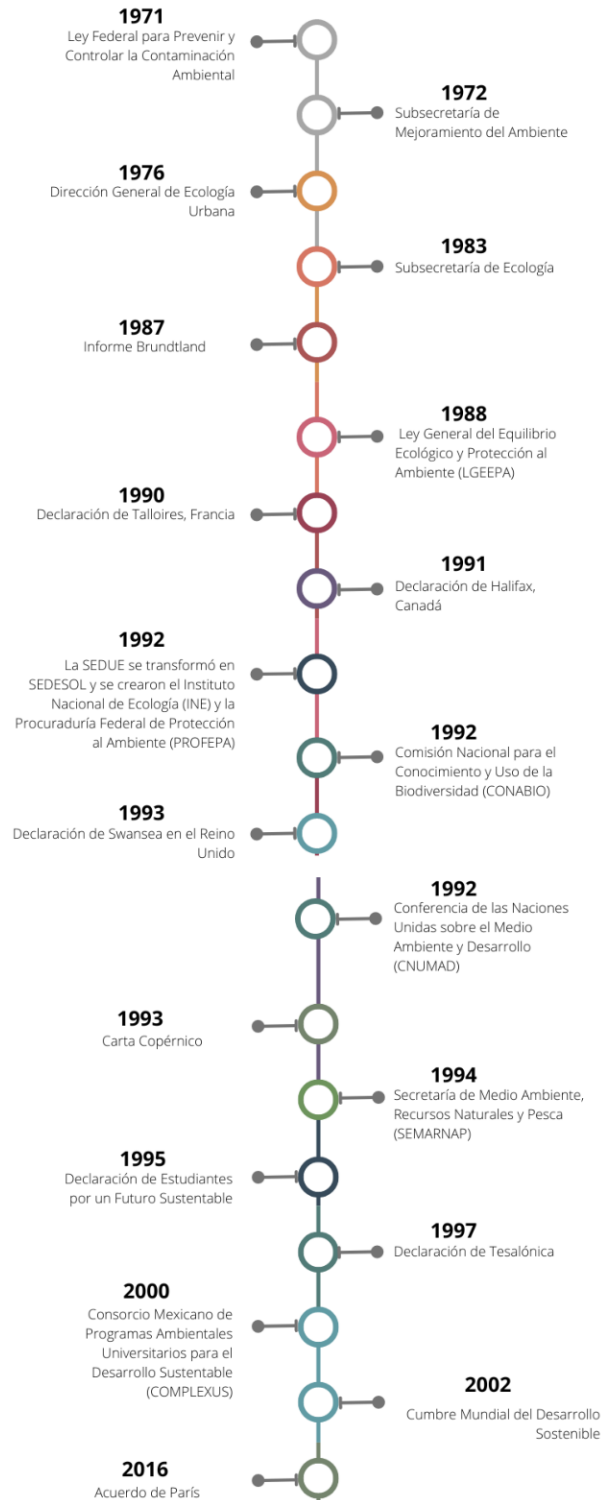 1971
Ley Federal para Prevenir y
Controlar la Contaminación
Ambiental
1972
Subsecretaría de
Mejoramiento del Ambiente
1976
Dirección General de Ecología
Urbana
1983
Subsecretaría de Ecología
1987
Informe Brundtland
1988
Ley General del Equilibrio
Ecológico y Protección al
Ambiente (LGEEPA)
1990
Declaración de Talloires, Francia
1991
Declaración de Halifax,
Canadá
1992
La SEDUE se transformó en
SEDESOL y se crearon el Instituto
Nacional de Ecología (INE) y la
Procuraduría Federal de Protección
al Ambiente (PROFEPA)
1992
Comisión Nacional para el
Conocimiento y Uso de la
Biodiversidad (CONABIO)
1993
Declaración de Swansea en el Reino
Unido
1992
Conferencia de las Naciones
Unidas sobre el Medio
Ambiente y Desarrollo
(CNUMAD)
1993
Carta Copérnico
1994
Secretaría de Medio Ambiente,
Recursos Naturales y Pesca
(SEMARNAP)
1995
Declaración de Estudiantes
por un Futuro Sustentable
1997
Declaración de Tesalónica
2000
Consorcio Mexicano de
Programas Ambientales
Universitarios para el
Desarrollo Sustentable
(COMPLEXUS)
2002
Cumbre Mundial del Desarrollo
Sostenible
2016
Acuerdo de París